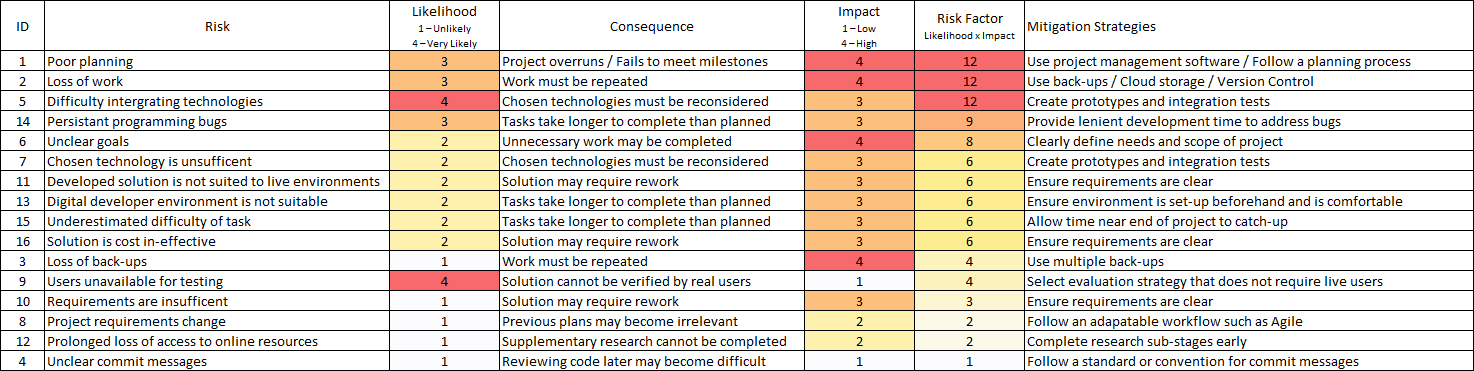 ID Risk Likelihood 1 – Unlikely 4 – Very Likely Consequence Impact 1 – Low 4 – High Risk Factor Likelihood x Impact Mitigation Strategies
1 Poor planning 3 Project overruns / Fails to meet milestones 4 12 Use project management software / Follow a planning process
2 Loss of work 3 Work must be repeated 4 12 Use back-ups / Cloud storage / Version Control
5 Difficulty intergrating technologies 4 Chosen technologies must be reconsidered 3 12 Create prototypes and integration tests
14 Persistant programming bugs 3 Tasks take longer to complete than planned 3 9 Provide lenient development time to address bugs
6 Unclear goals 2 Unnecessary work may be completed 4 8 Clearly define needs and scope of project
7 Chosen technology is unsufficent 2 Chosen technologies must be reconsidered 3 6 Create prototypes and integration tests
11 Developed solution is not suited to live environments 2 Solution may require rework 3 6 Ensure requirements are clear
13 Digital developer environment is not suitable 2 Tasks take longer to complete than planned 3 6 Ensure environment is set-up beforehand and is comfortable
15 Underestimated difficulty of task 2 Tasks take longer to complete than planned 3 6 Allow time near end of project to catch-up
16 Solution is cost in-effective 2 Solution may require rework 3 6 Ensure requirements are clear
3 Loss of back-ups 1 Work must be repeated 4 4 Use multiple back-ups
9 Users unavailable for testing 4 Solution cannot be verified by real users 1 4 Select evaluation strategy that does not require live users
10 Requirements are insufficent 1 Solution may require rework 3 3 Ensure requirements are clear
8 Project requirements change 1 Previous plans may become irrelevant 2 2 Follow an adapatable workflow such as Agile
12 Prolonged loss of access to online resources 1 Supplementary research cannot be completed 2 2 Complete research sub-stages early
4 Unclear commit messages 1 Reviewing code later may become difficult 1 1 Follow a standard or convention for commit messages